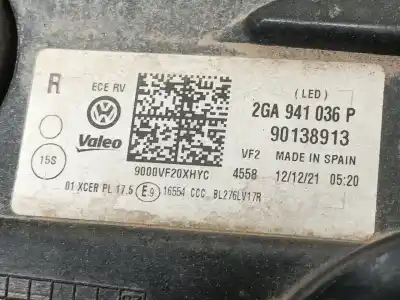 R
ECE RV
(LED)
2GA 941 036 P
90138913
Valeo
VF2 MADE IN SPAIN
15S
9000VF20XHYC 4558 12/12/21 05:20
01 XCER PL 17.5 E9 16554 CCC BL276LV17R